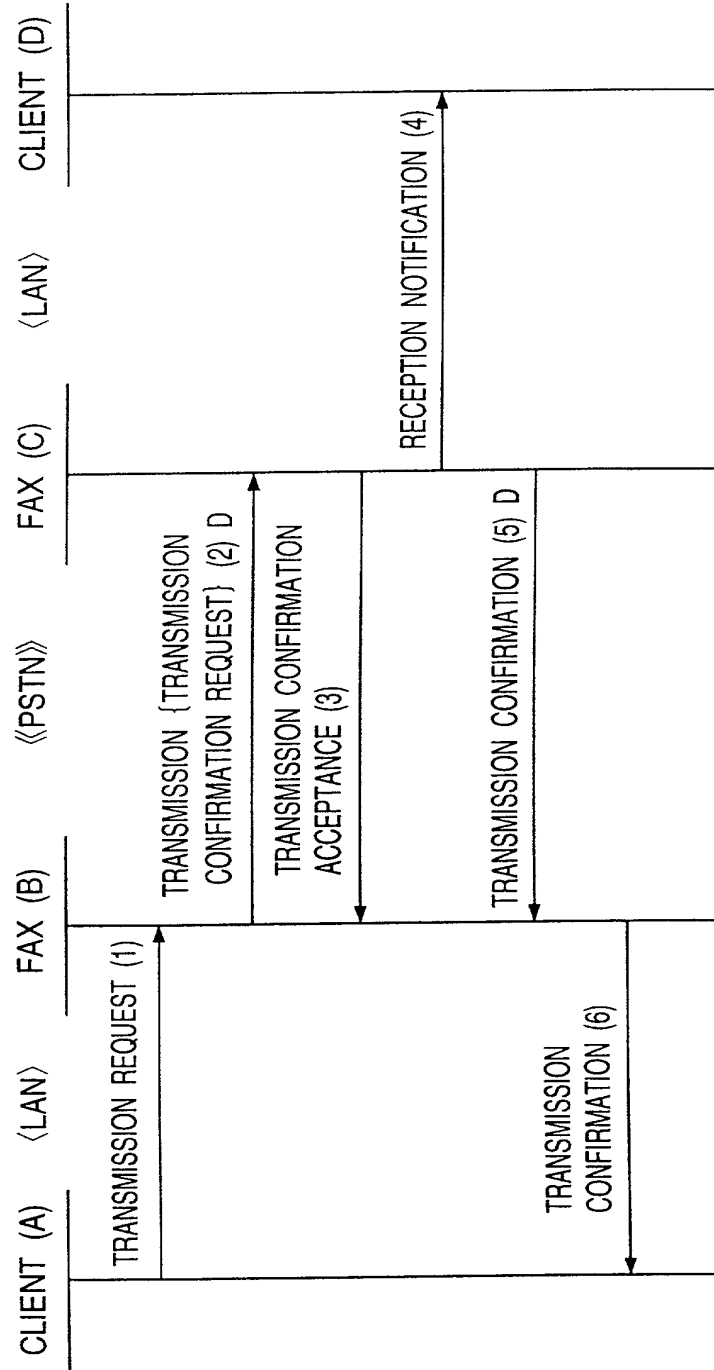 CLIENT (A)
〈LAN〉
FAX (B)
《PSTN》
FAX (C)
〈LAN〉
CLIENT (D)
TRANSMISSION REQUEST (1)
TRANSMISSION {TRANSMISSION
CONFIRMATION REQUEST} (2) D
TRANSMISSION CONFIRMATION
ACCEPTANCE (3)
RECEPTION NOTIFICATION (4)
TRANSMISSION CONFIRMATION (5) D
TRANSMISSION
CONFIRMATION (6)